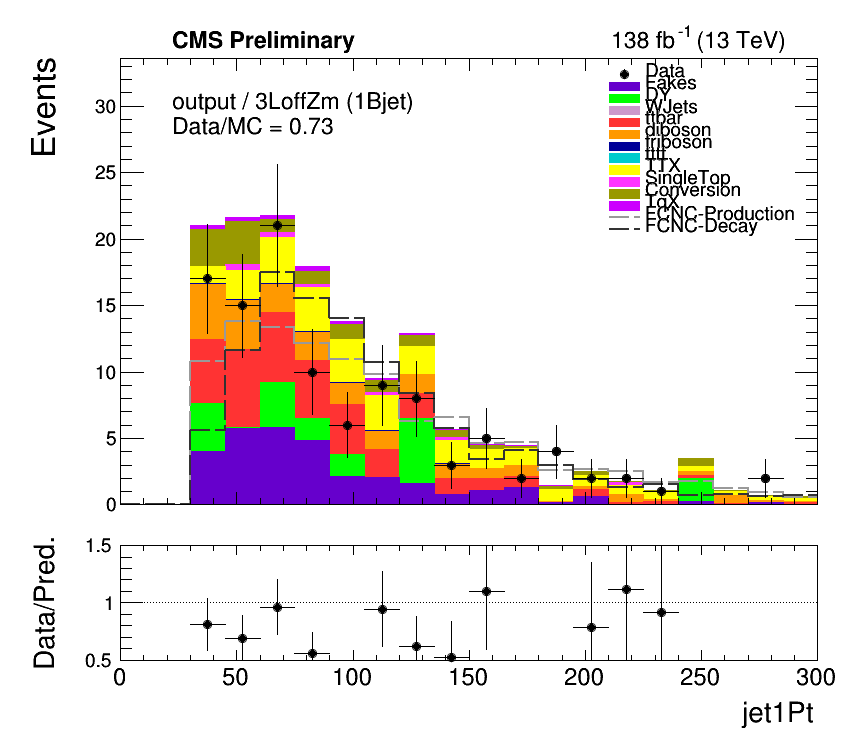 CMS Preliminary 138 fb-1 (13 TeV)
Events
output / 3LoffZm (1Bjet)
Data/MC = 0.73
Data
Fakes
DY
WJets
ttbar
diboson
triboson
tttt
TTX
SingleTop
Conversion
TqX
FCNC-Production
FCNC-Decay
30
25
20
15
10
5
0
Data/Pred.
1.5
1
0.5
0 50 100 150 200 250 300
jet1Pt